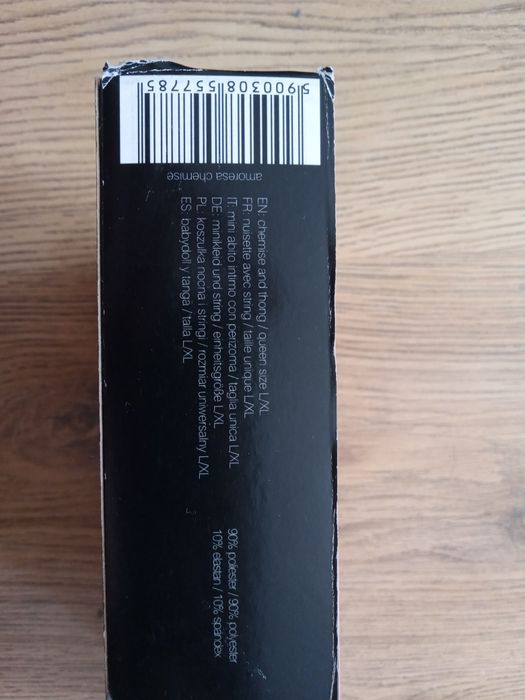 5 900308 557785
amoresa chemise
EN: chemise and thong / queen size L/XL
FR: nuisette avec string / taille unique L/XL
IT: mini abito intimo con perizoma / taglia unica L/XL
DE: minikleid und string / einheitsgröße L/XL
PL: koszulka nocna i stringi / rozmiar uniwersalny L/XL
ES: babydoll y tanga / talla L/XL
90% poliester / 90% polyester
10% elastan / 10% spandex